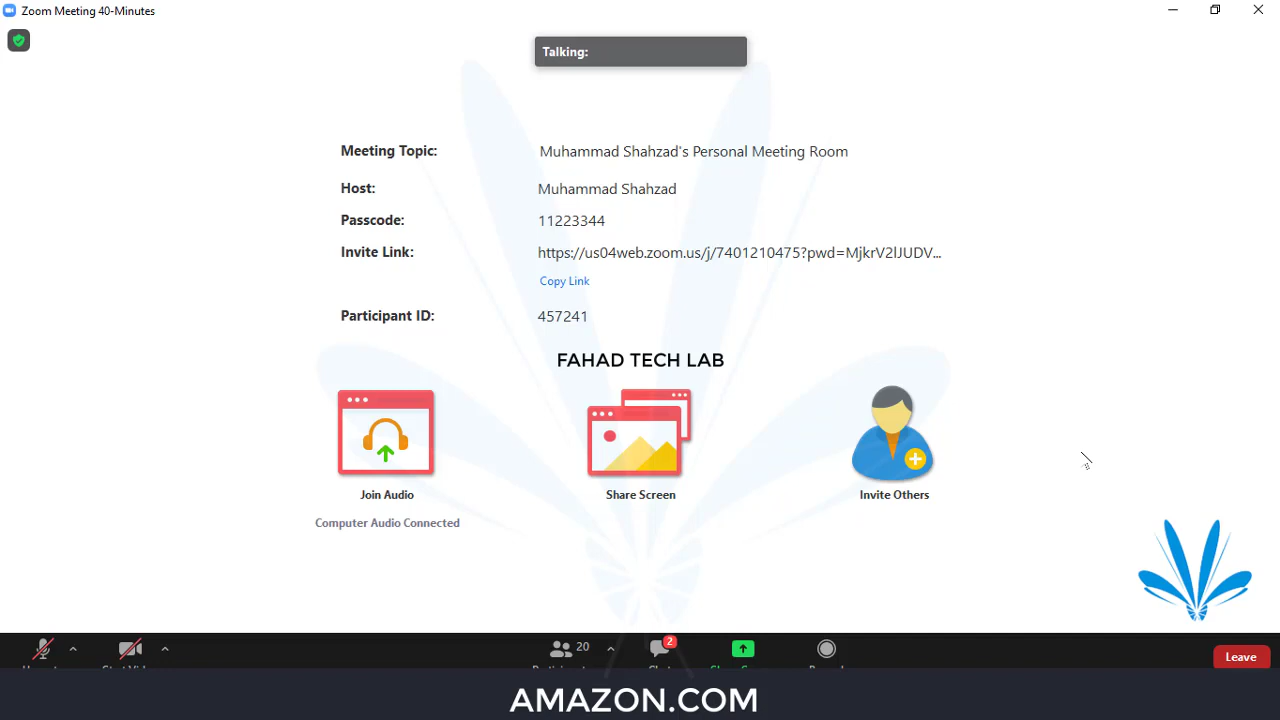 Zoom Meeting 40-Minutes
Talking:
Meeting Topic: Muhammad Shahzad's Personal Meeting Room
Host: Muhammad Shahzad
Passcode: 11223344
Invite Link: https://us04web.zoom.us/j/7401210475?pwd=MjkrV2lJUDV...
Copy Link
Participant ID: 457241
FAHAD TECH LAB
Join Audio Share Screen Invite Others
Computer Audio Connected
20 2
Leave
AMAZON.COM